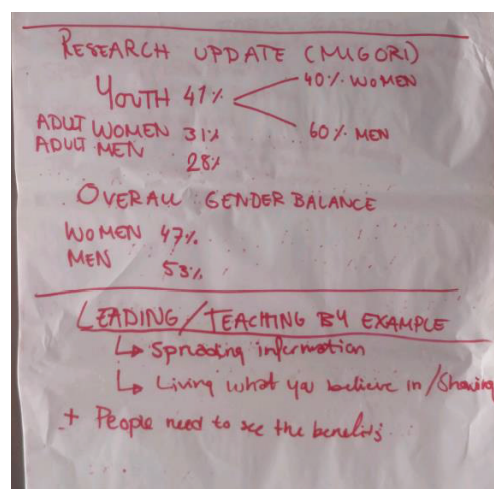 RESEARCH UPDATE (MIGORI)
YOUTH 41%
40% WOMEN
60% MEN
ADUT WOMEN 31%
ADULT MEN
28%
OVERALL GENDER BALANCE
WOMEN 47%
MEN
53%
LEADING/TEACHING BY EXAMPLE
↳ Spreading information
↳ Living what you believe in/Sharing
+ People need to see the benefits